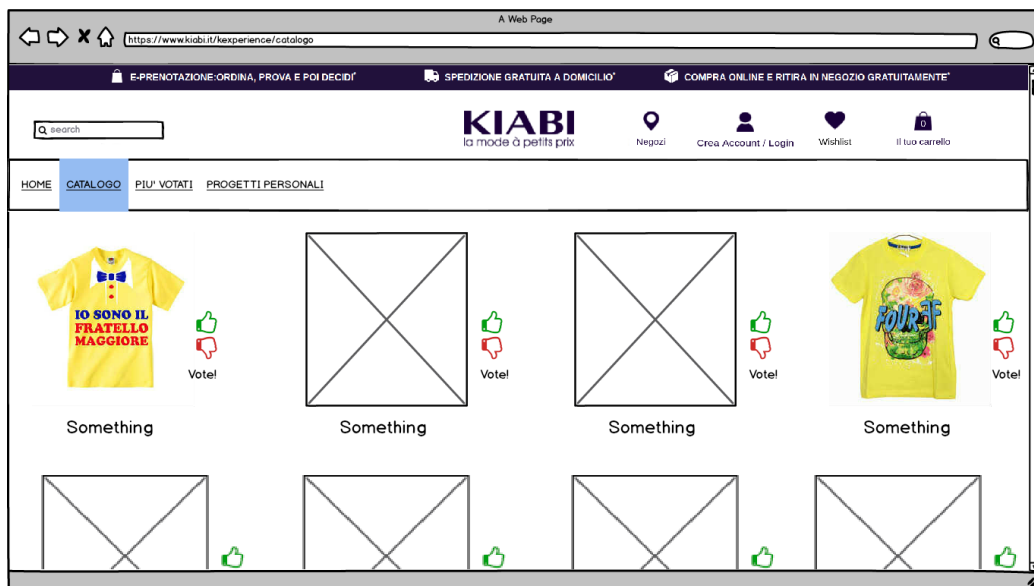 A Web Page
https://www.kiabi.it/kexperience/catalogo
E-PRENOTAZIONE:ORDINA, PROVA E POI DECIDI*
SPEDIZIONE GRATUITA A DOMICILIO*
COMPRA ONLINE E RITIRA IN NEGOZIO GRATUITAMENTE*
search
KIABI
la mode à petits prix
Negozi
Crea Account / Login
Wishlist
0
Il tuo carrello
HOME
CATALOGO
PIU' VOTATI
PROGETTI PERSONALI
IO SONO IL
FRATELLO
MAGGIORE
Vote!
Vote!
Vote!
FOUR
Vote!
Something
Something
Something
Something